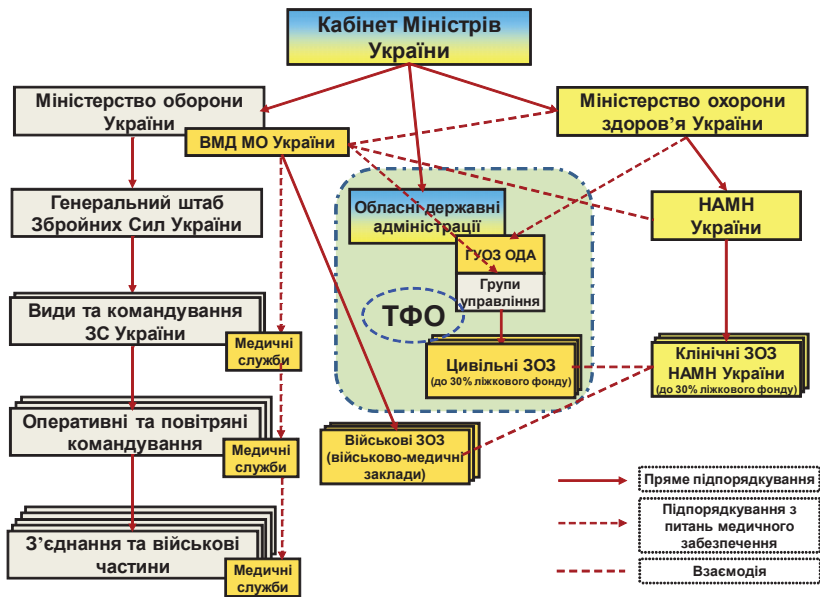 Кабінет Міністрів
України
Міністерство оборони
України
ВМД МО України
Міністерство охорони
здоров'я України
Генеральний штаб
Збройних Сил України
Обласні державні
адміністрації
ГУОЗ ОДА
Групи
управління
НАМН
України
ТФО
Види та командування
ЗС України
Медичні
служби
Цивільні ЗОЗ
(до 30% ліжкового фонду)
Клінічні ЗОЗ
НАМН України
(до 30% ліжкового фонду)
Оперативні та повітряні
командування
Медичні
служби
Військові ЗОЗ
(військово-медичні
заклади)
З'єднання та військові
частини
Медичні
служби
Пряме підпорядкування
Підпорядкування з
питань медичного
забезпечення
Взаємодія